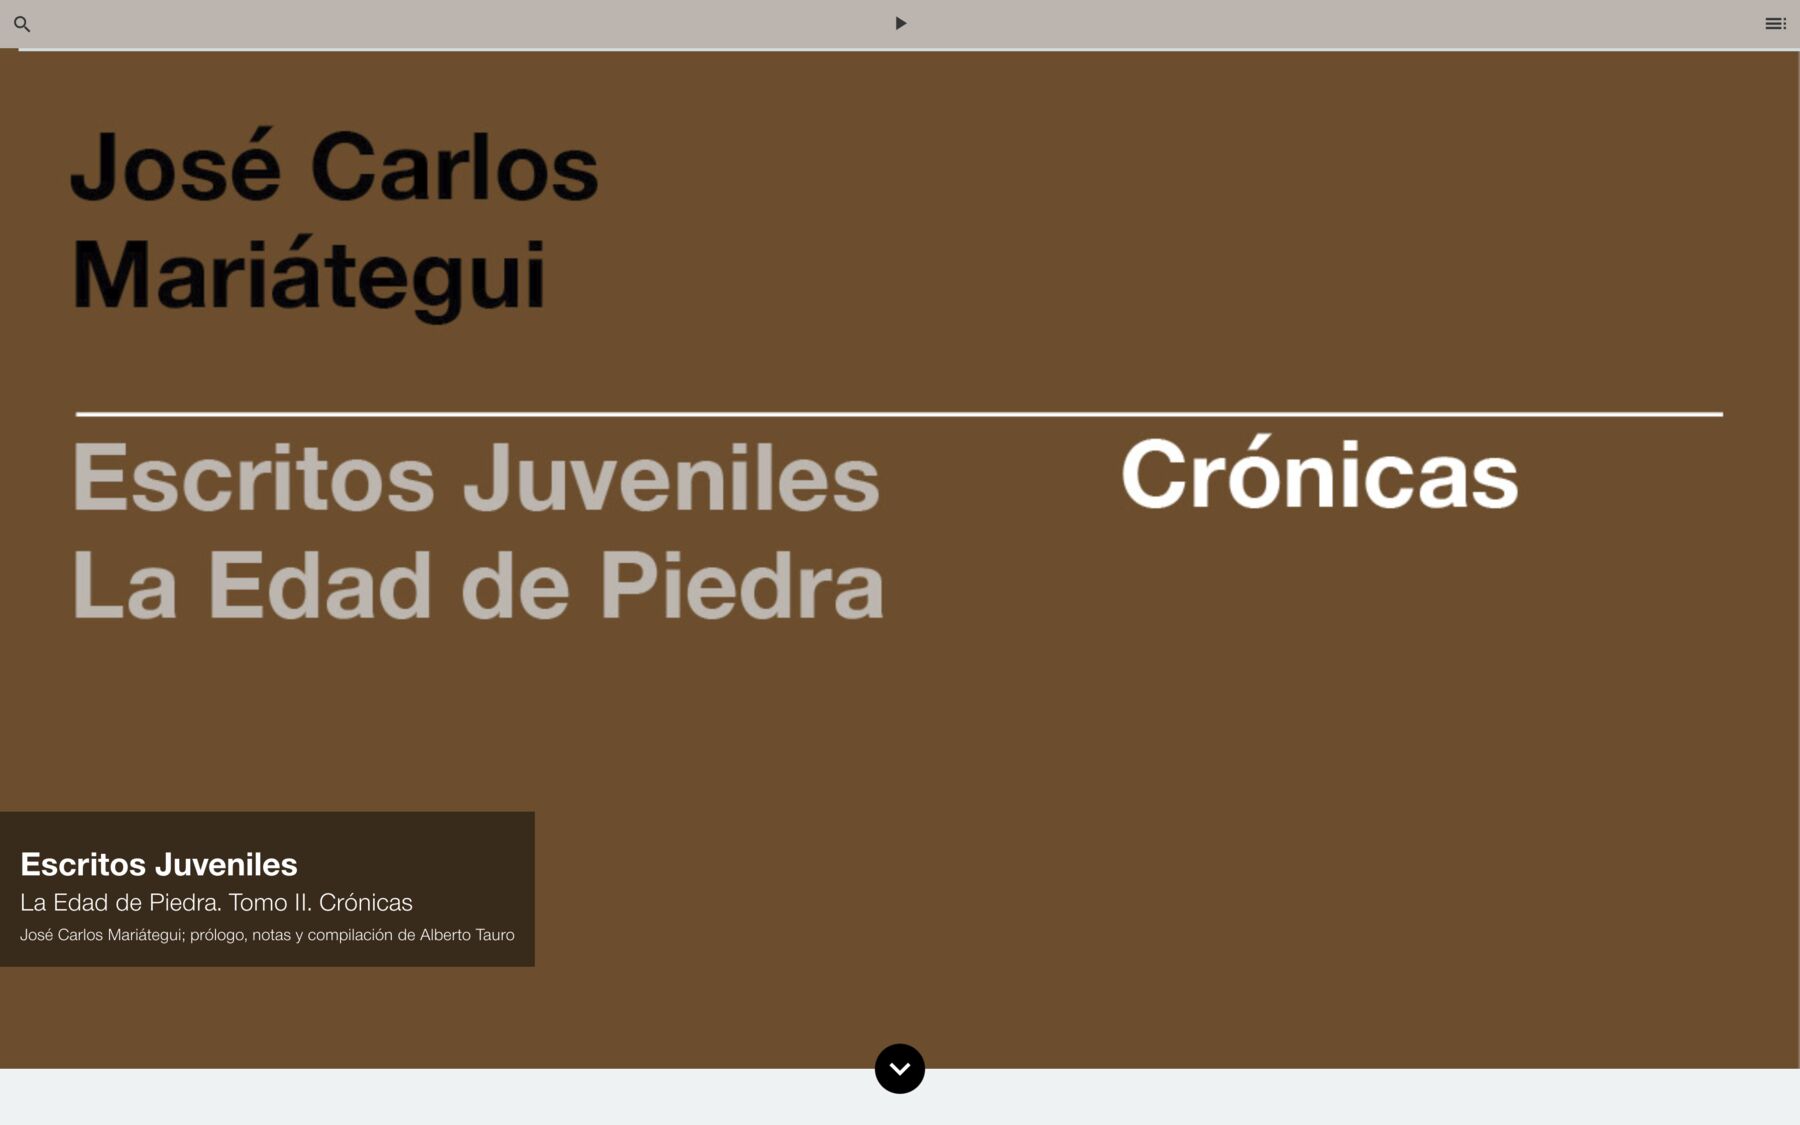 José Carlos
Mariátegui
Escritos Juveniles
La Edad de Piedra
Crónicas
Escritos Juveniles
La Edad de Piedra. Tomo II. Crónicas
José Carlos Mariátegui; prólogo, notas y compilación de Alberto Tauro